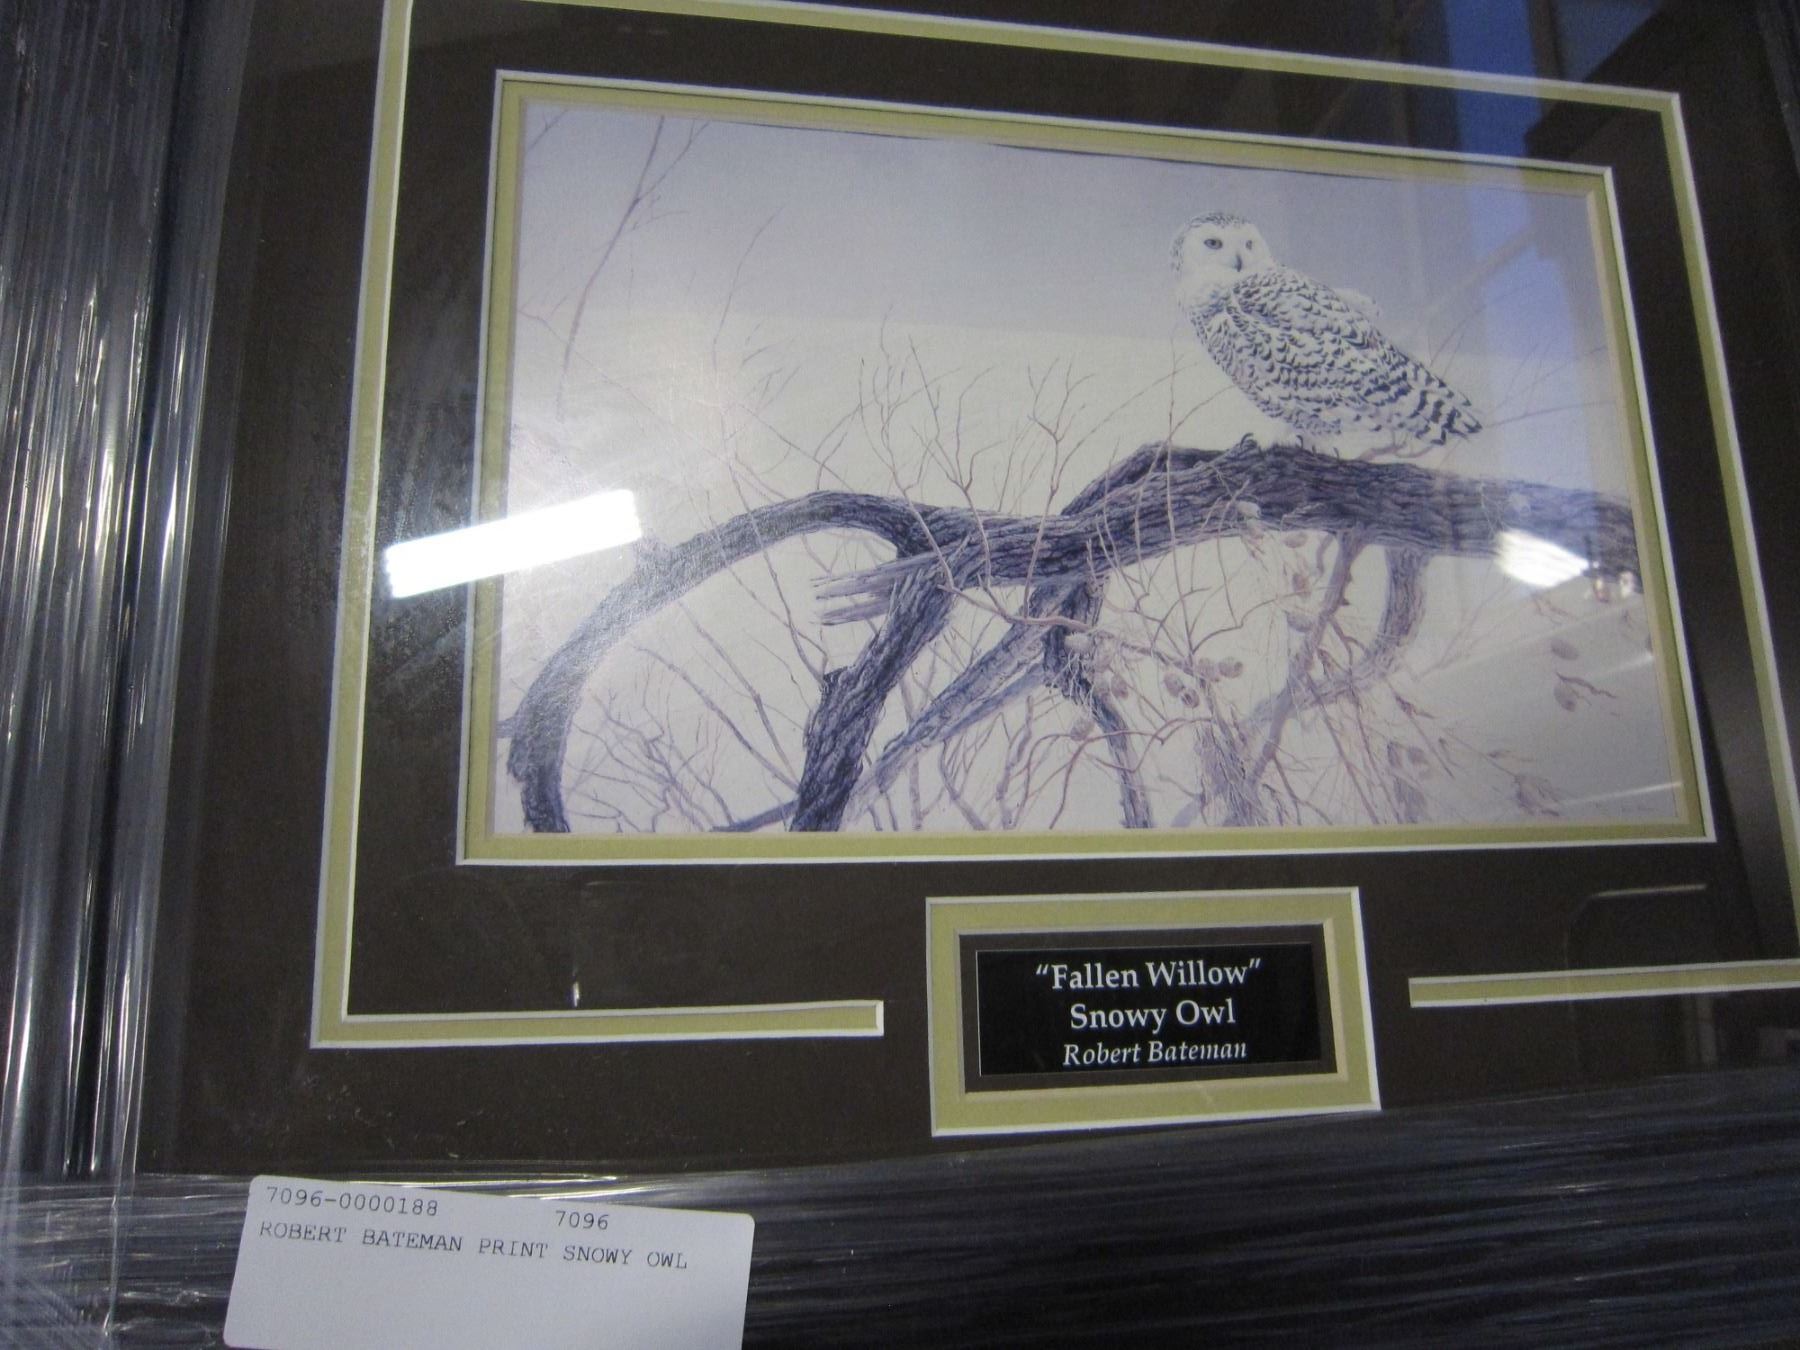 “Fallen Willow”
Snowy Owl
Robert Bateman
7096-0000188 7096
ROBERT BATEMAN PRINT SNOWY OWL